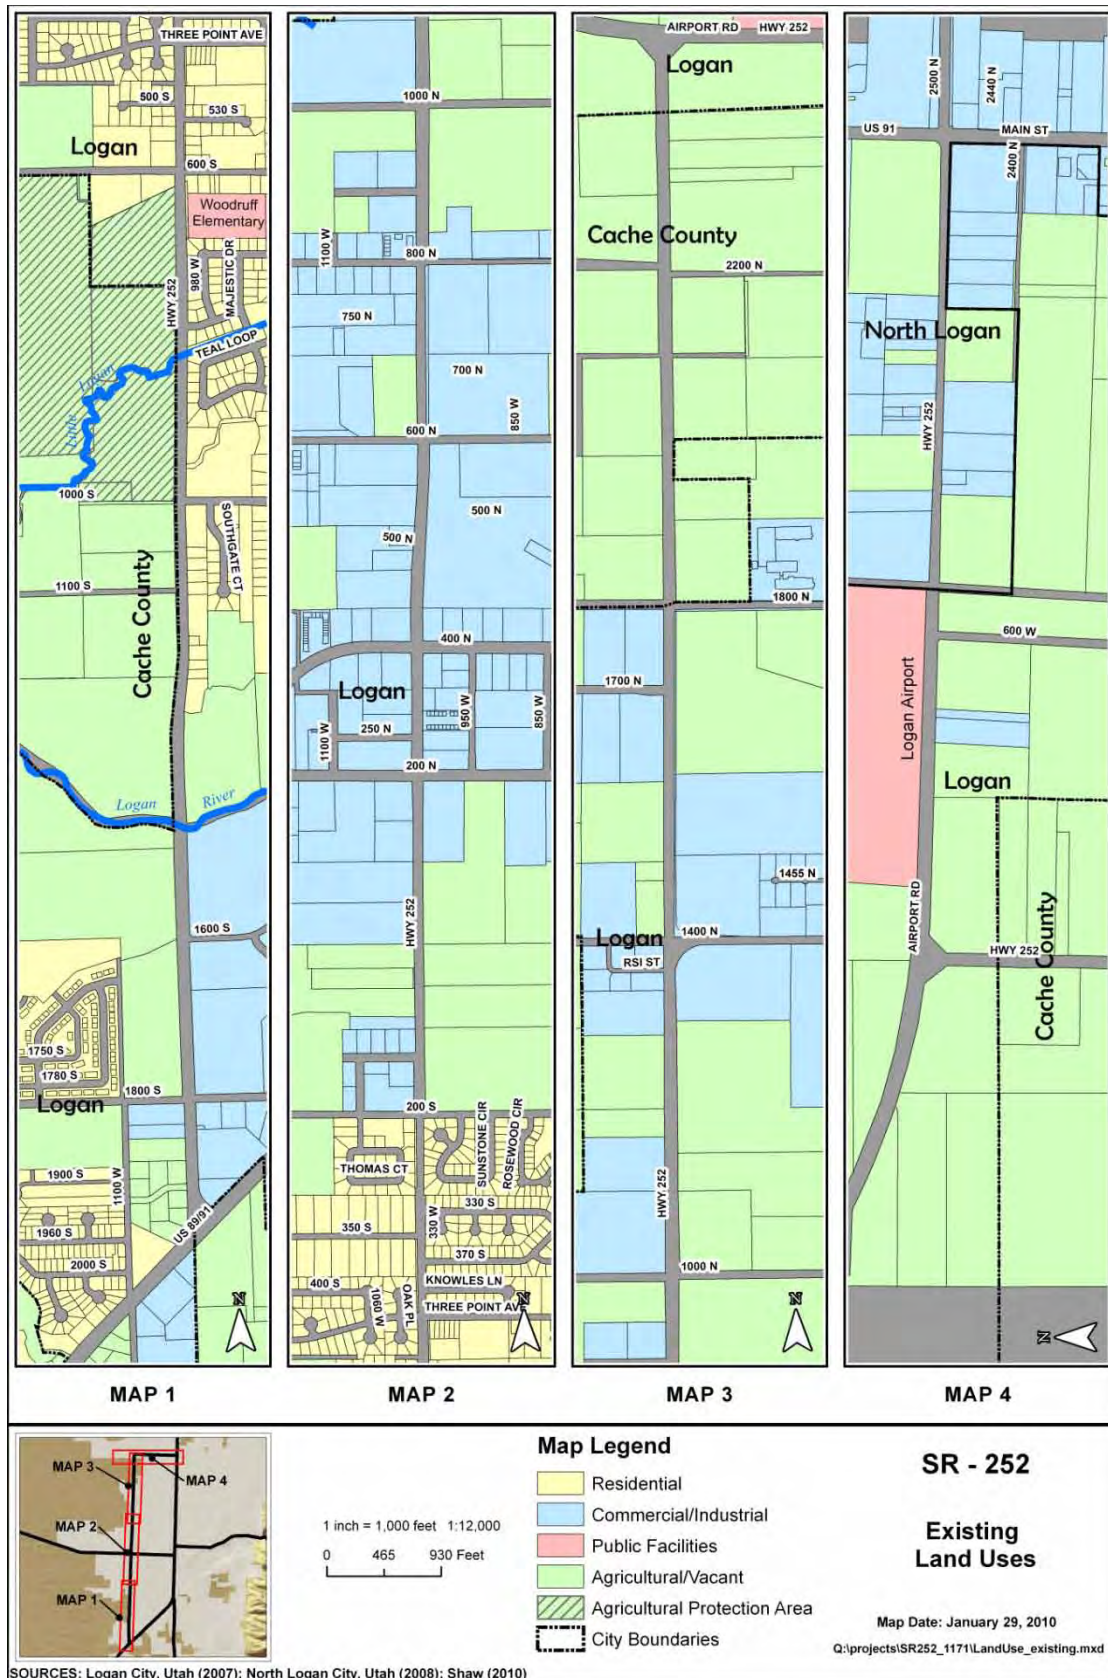 THREE POINT AVE
500 S
530 S
Logan
600 S
Woodruff
Elementary
980 W
MAJESTIC DR
HWY 252
TEAL LOOP
Little Logan
1000 S
SOUTHGATE CT
1100 S
Cache County
Logan River
1600 S
1750 S
1780 S
1800 S
Logan
1900 S
1100 W
US 89/91
1960 S
2000 S
N
MAP 1
1000 N
1100 W
800 N
750 N
700 N
850 W
600 N
500 N
500 N
400 N
Logan
950 W
850 W
1100 W
250 N
200 N
HWY 252
200 S
SUNSTONE CIR
ROSEWOOD CIR
THOMAS CT
330 S
330 W
350 S
370 S
400 S
1060 W
OAK PL
KNOWLES LN
THREE POINT AVE
N
MAP 2
AIRPORT RD HWY 252
Logan
Cache County
2200 N
1800 N
1700 N
1455 N
Logan
1400 N
RSI ST
HWY 252
1000 N
N
MAP 3
2500 N
2440 N
US 91
MAIN ST
2400 N
North Logan
HWY 252
600 W
Logan Airport
Logan
AIRPORT RD
HWY 252
Cache County
N
MAP 4
MAP 3
MAP 4
MAP 2
MAP 1
1 inch = 1,000 feet 1:12,000
0 465 930 Feet
Map Legend
Residential
Commercial/Industrial
Public Facilities
Agricultural/Vacant
Agricultural Protection Area
City Boundaries
SR - 252
Existing
Land Uses
Map Date: January 29, 2010
Q:\projects\SR252_1171\LandUse_existing.mxd
SOURCES: Logan City, Utah (2007); North Logan City, Utah (2008); Shaw (2010)